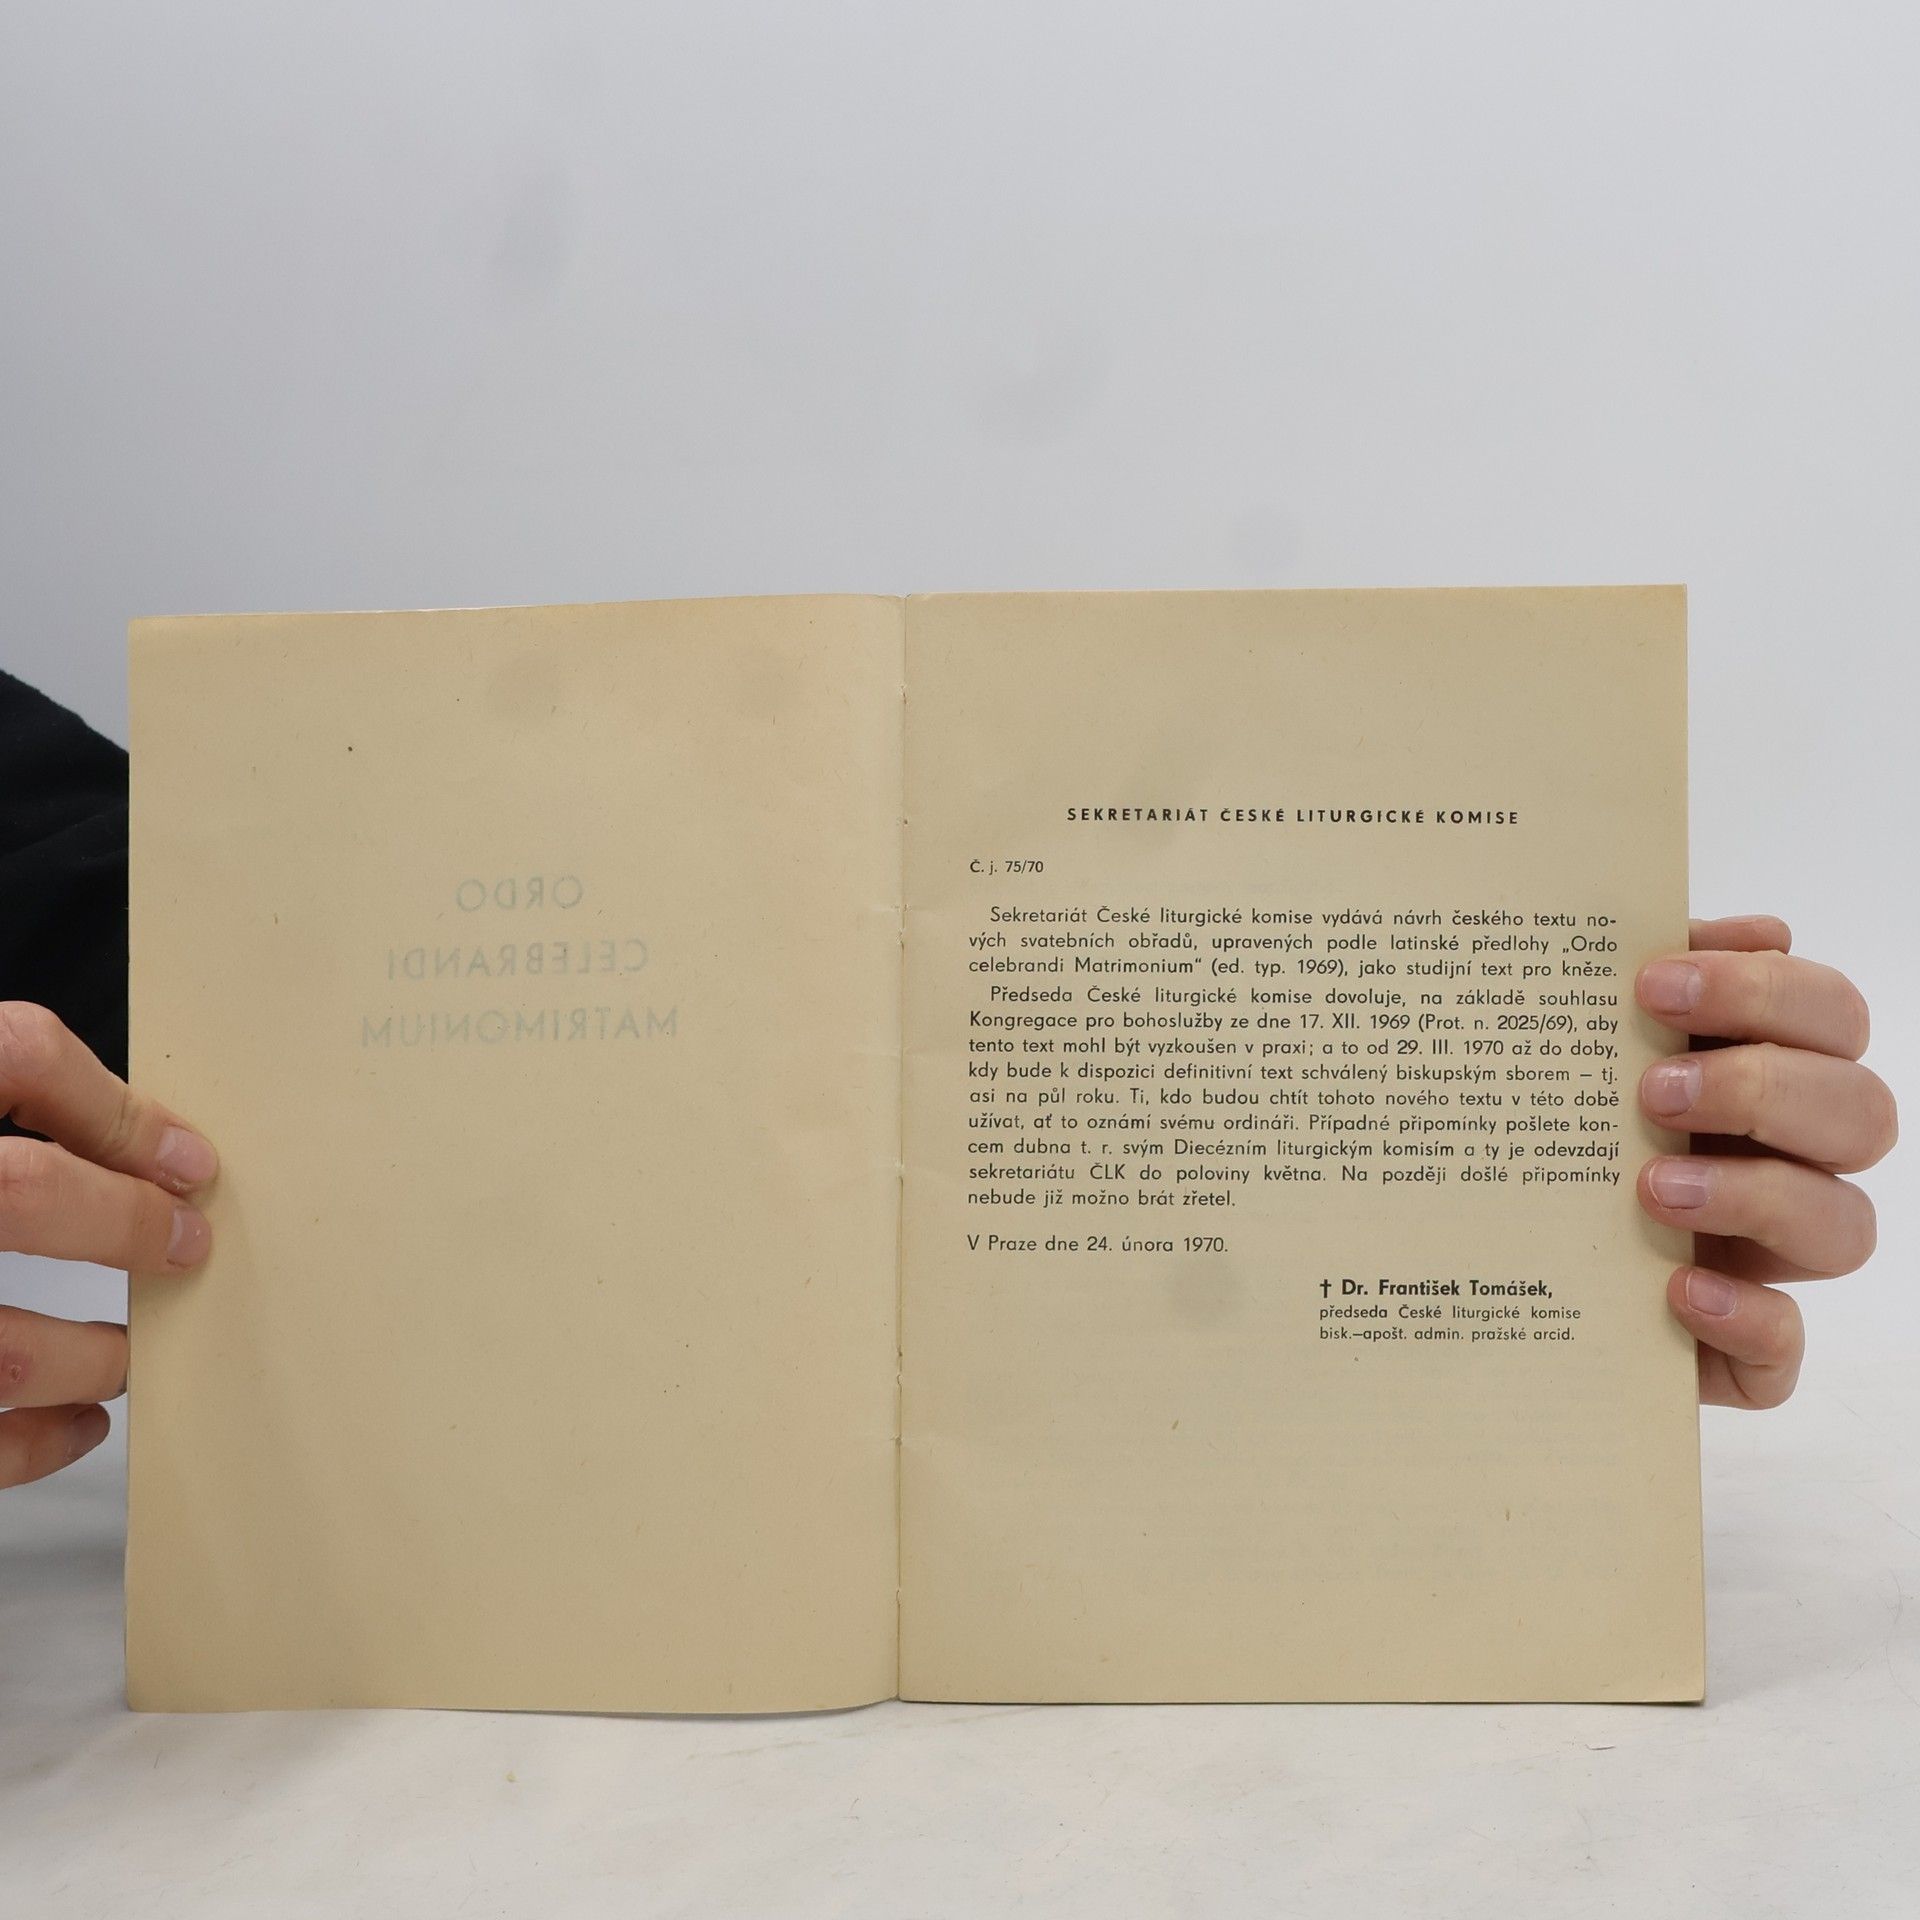 ORDO
CELEBRANDI
MATRIMONIUM
SEKRETARIÁT ČESKÉ LITURGICKÉ KOMISE
Č. j. 75/70
Sekretariát České liturgické komise vydává návrh českého textu no-
vých svatebních obřadů, upravených podle latinské předlohy „Ordo
celebrandi Matrimonium“ (ed. typ. 1969), jako studijní text pro kněze.
Předseda České liturgické komise dovoluje, na základě souhlasu
Kongregace pro bohoslužby ze dne 17. XII. 1969 (Prot. n. 2025/69), aby
tento text mohl být vyzkoušen v praxi; a to od 29. III. 1970 až do doby,
kdy bude k dispozici definitivní text schválený biskupským sborem – tj.
asi na půl roku. Ti, kdo budou chtít tohoto nového textu v této době
užívat, ať to oznámí svému ordináři. Případné připomínky pošlete kon-
cem dubna t. r. svým Diecézním liturgickým komisím a ty je odevzdají
sekretariátu ČLK do poloviny května. Na později došlé připomínky
nebude již možno brát zřetel.
V Praze dne 24. února 1970.
† Dr. František Tomášek,
předseda České liturgické komise
bisk.—apošt. admin. pražské arcid.